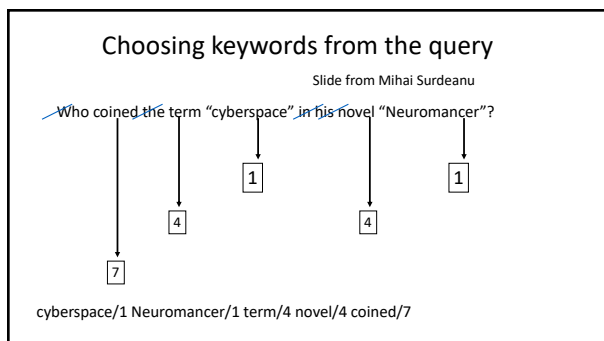 Choosing keywords from the query
Slide from Mihai Surdeanu
Who coined the term “cyberspace” in his novel “Neuromancer”?
1 1
4 4
7
cyberspace/1 Neuromancer/1 term/4 novel/4 coined/7